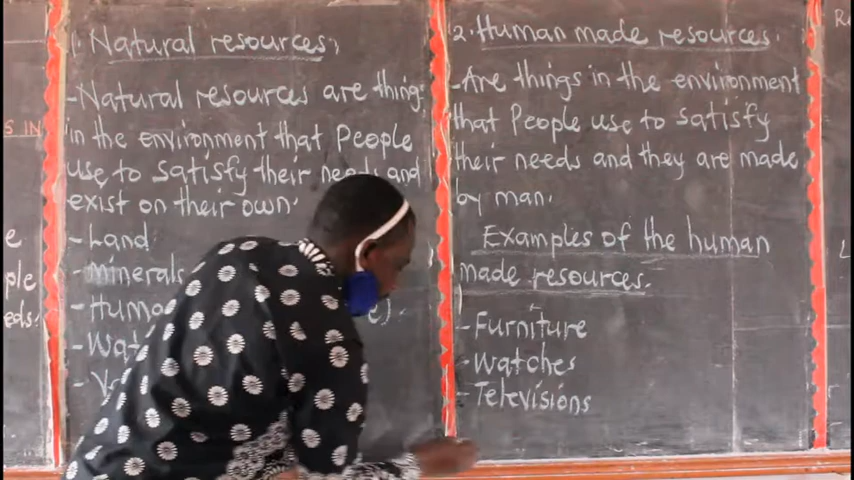 1. Natural resources;
- Natural resources are things
in the environment that People
use to satisfy their needs and
exist on their own.
- Land
- minerals
- Human
- Wat
2. Human made resources.
- Are things in the environment
that People use to satisfy
their needs and they are made
by man.
Examples of the human
made resources.
- Furniture
- Watches
- Televisions